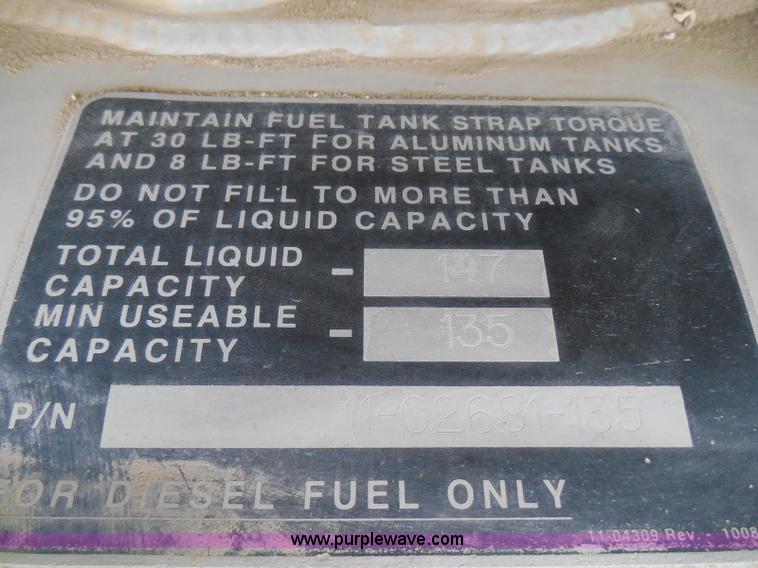 MAINTAIN FUEL TANK STRAP TORQUE
AT 30 LB-FT FOR ALUMINUM TANKS
AND 8 LB-FT FOR STEEL TANKS
DO NOT FILL TO MORE THAN
95% OF LIQUID CAPACITY
TOTAL LIQUID
CAPACITY - 147
MIN USEABLE
CAPACITY - 135
P/N 11-02681-135
FOR DIESEL FUEL ONLY
11-04309 Rev. - 1008
www.purplewave.com